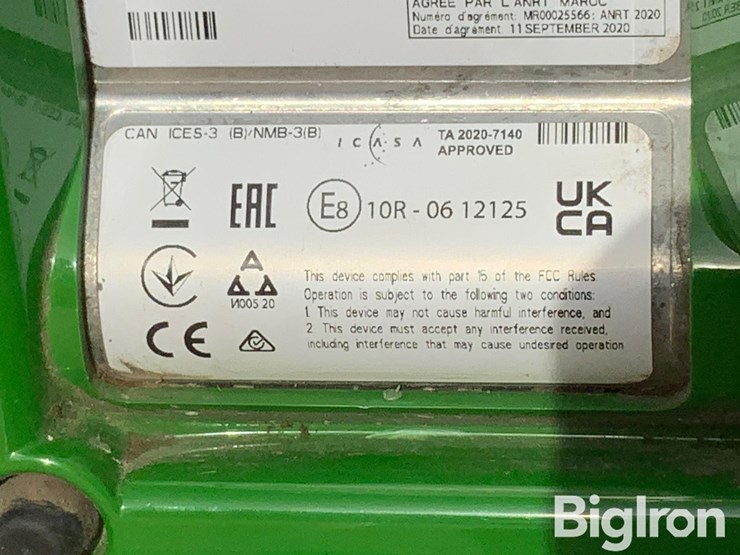 AGRÉÉ PAR L'ANRT MAROC
Numéro d'agrément: MR00025566: ANRT 2020
Date d'agrément: 11 SEPTEMBER 2020
CAN ICES-3 (B)/NMB-3(B)
ICASA
TA 2020-7140
APPROVED
EAC
E8 10R - 06 12125
UK
CA
This device complies with part 15 of the FCC Rules
Operation is subject to the following two conditions:
1. This device may not cause harmful interference, and
2. This device must accept any interference received,
including interference that may cause undesired operation
И005 20
CE
BigIron